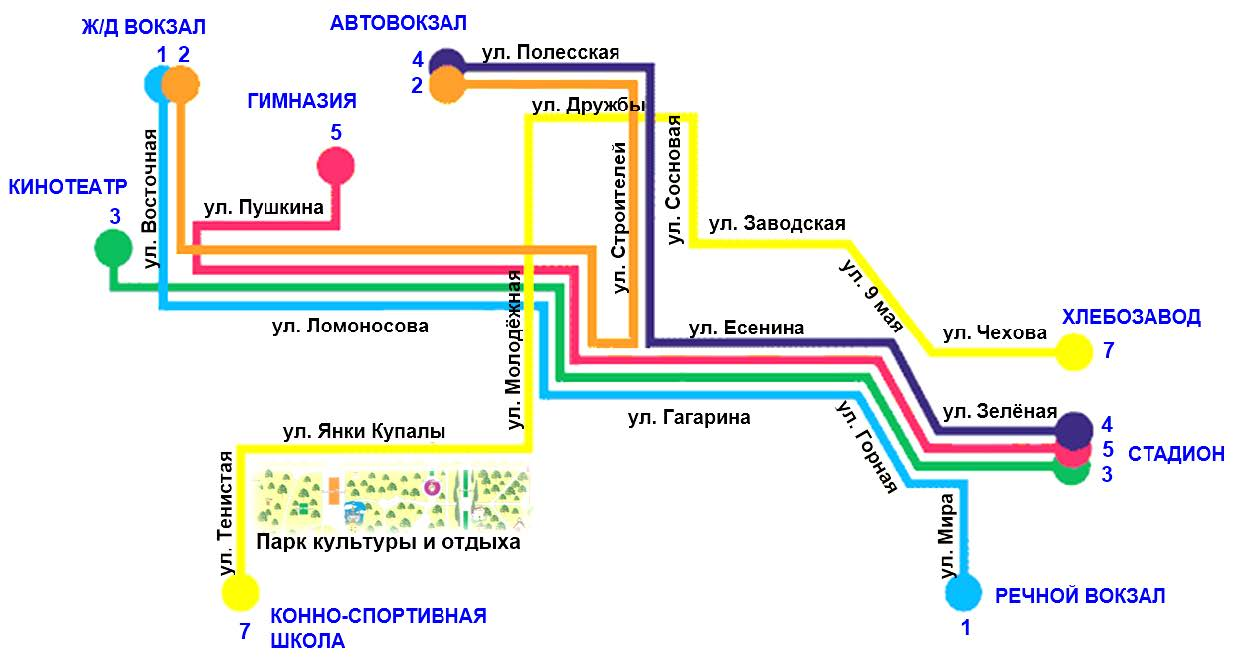 Ж/Д ВОКЗАЛ
1 2
АВТОВОКЗАЛ
4
2
ул. Полесская
ГИМНАЗИЯ
5
ул. Дружбы
КИНОТЕАТР
3
ул. Восточная
ул. Пушкина
ул. Строителей
ул. Сосновая
ул. Заводская
ул. 9 мая
ул. Ломоносова
ул. Молодёжная
ул. Есенина
ул. Чехова
ХЛЕБОЗАВОД
7
ул. Янки Купалы
ул. Гагарина
ул. Горная
ул. Зелёная
4
5
3
СТАДИОН
ул. Тенистая
Парк культуры и отдыха
ул. Мира
РЕЧНОЙ ВОКЗАЛ
1
7
КОННО-СПОРТИВНАЯ
ШКОЛА